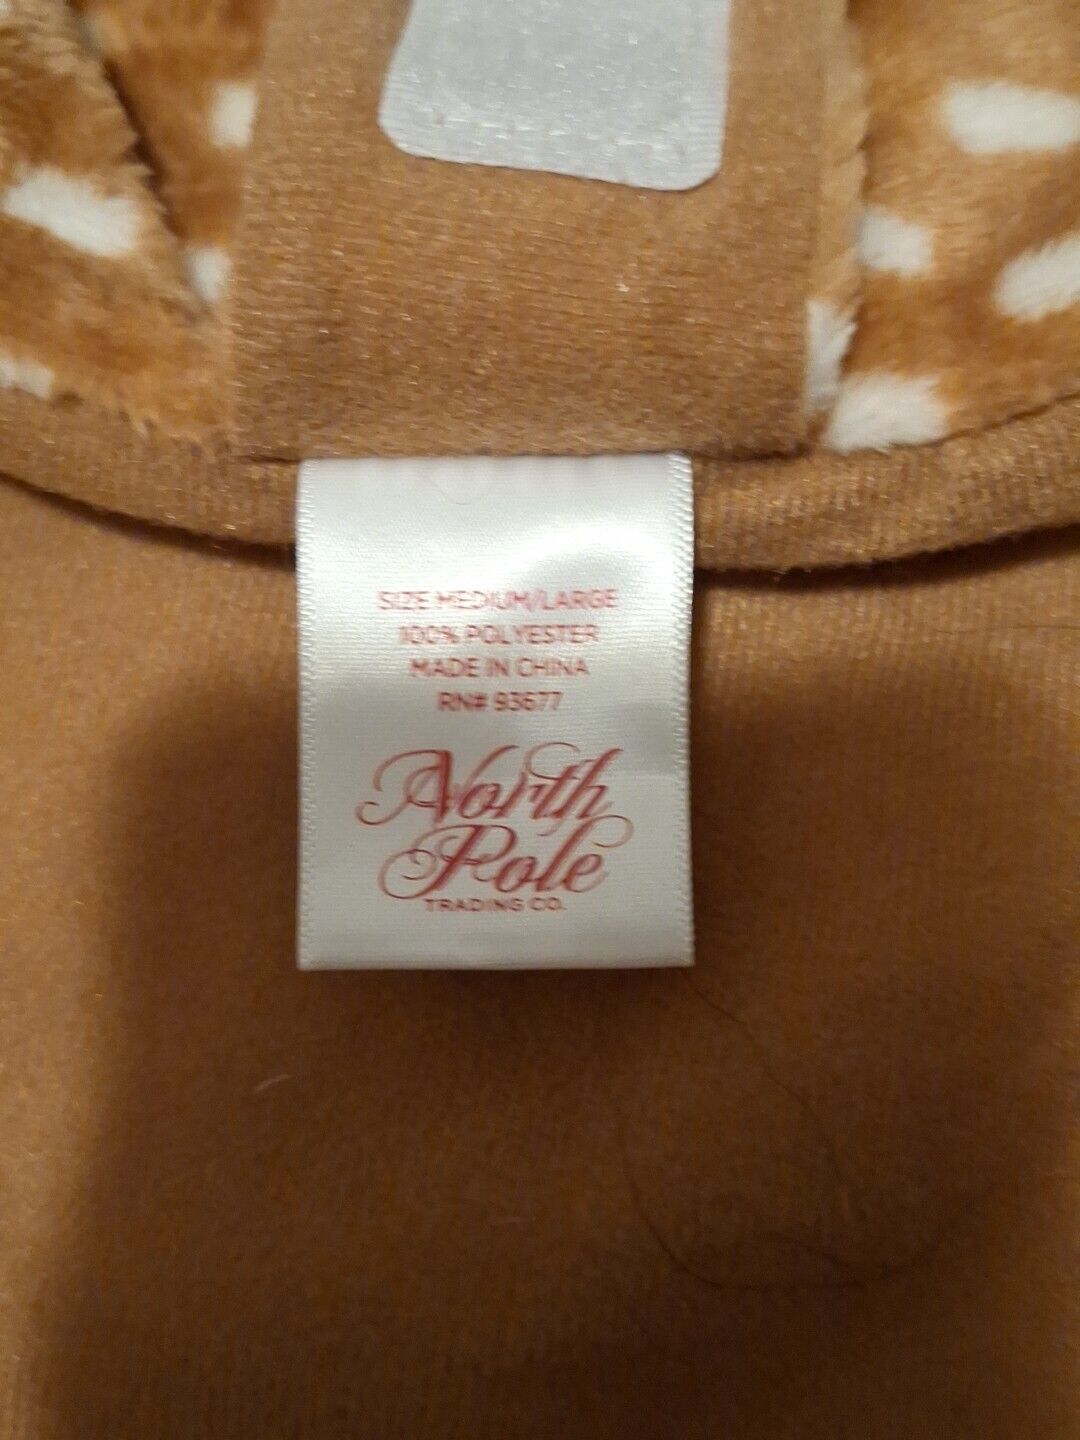 SIZE MEDIUM/LARGE
100% POLYESTER
MADE IN CHINA
RN# 93677
North
Pole
TRADING CO.